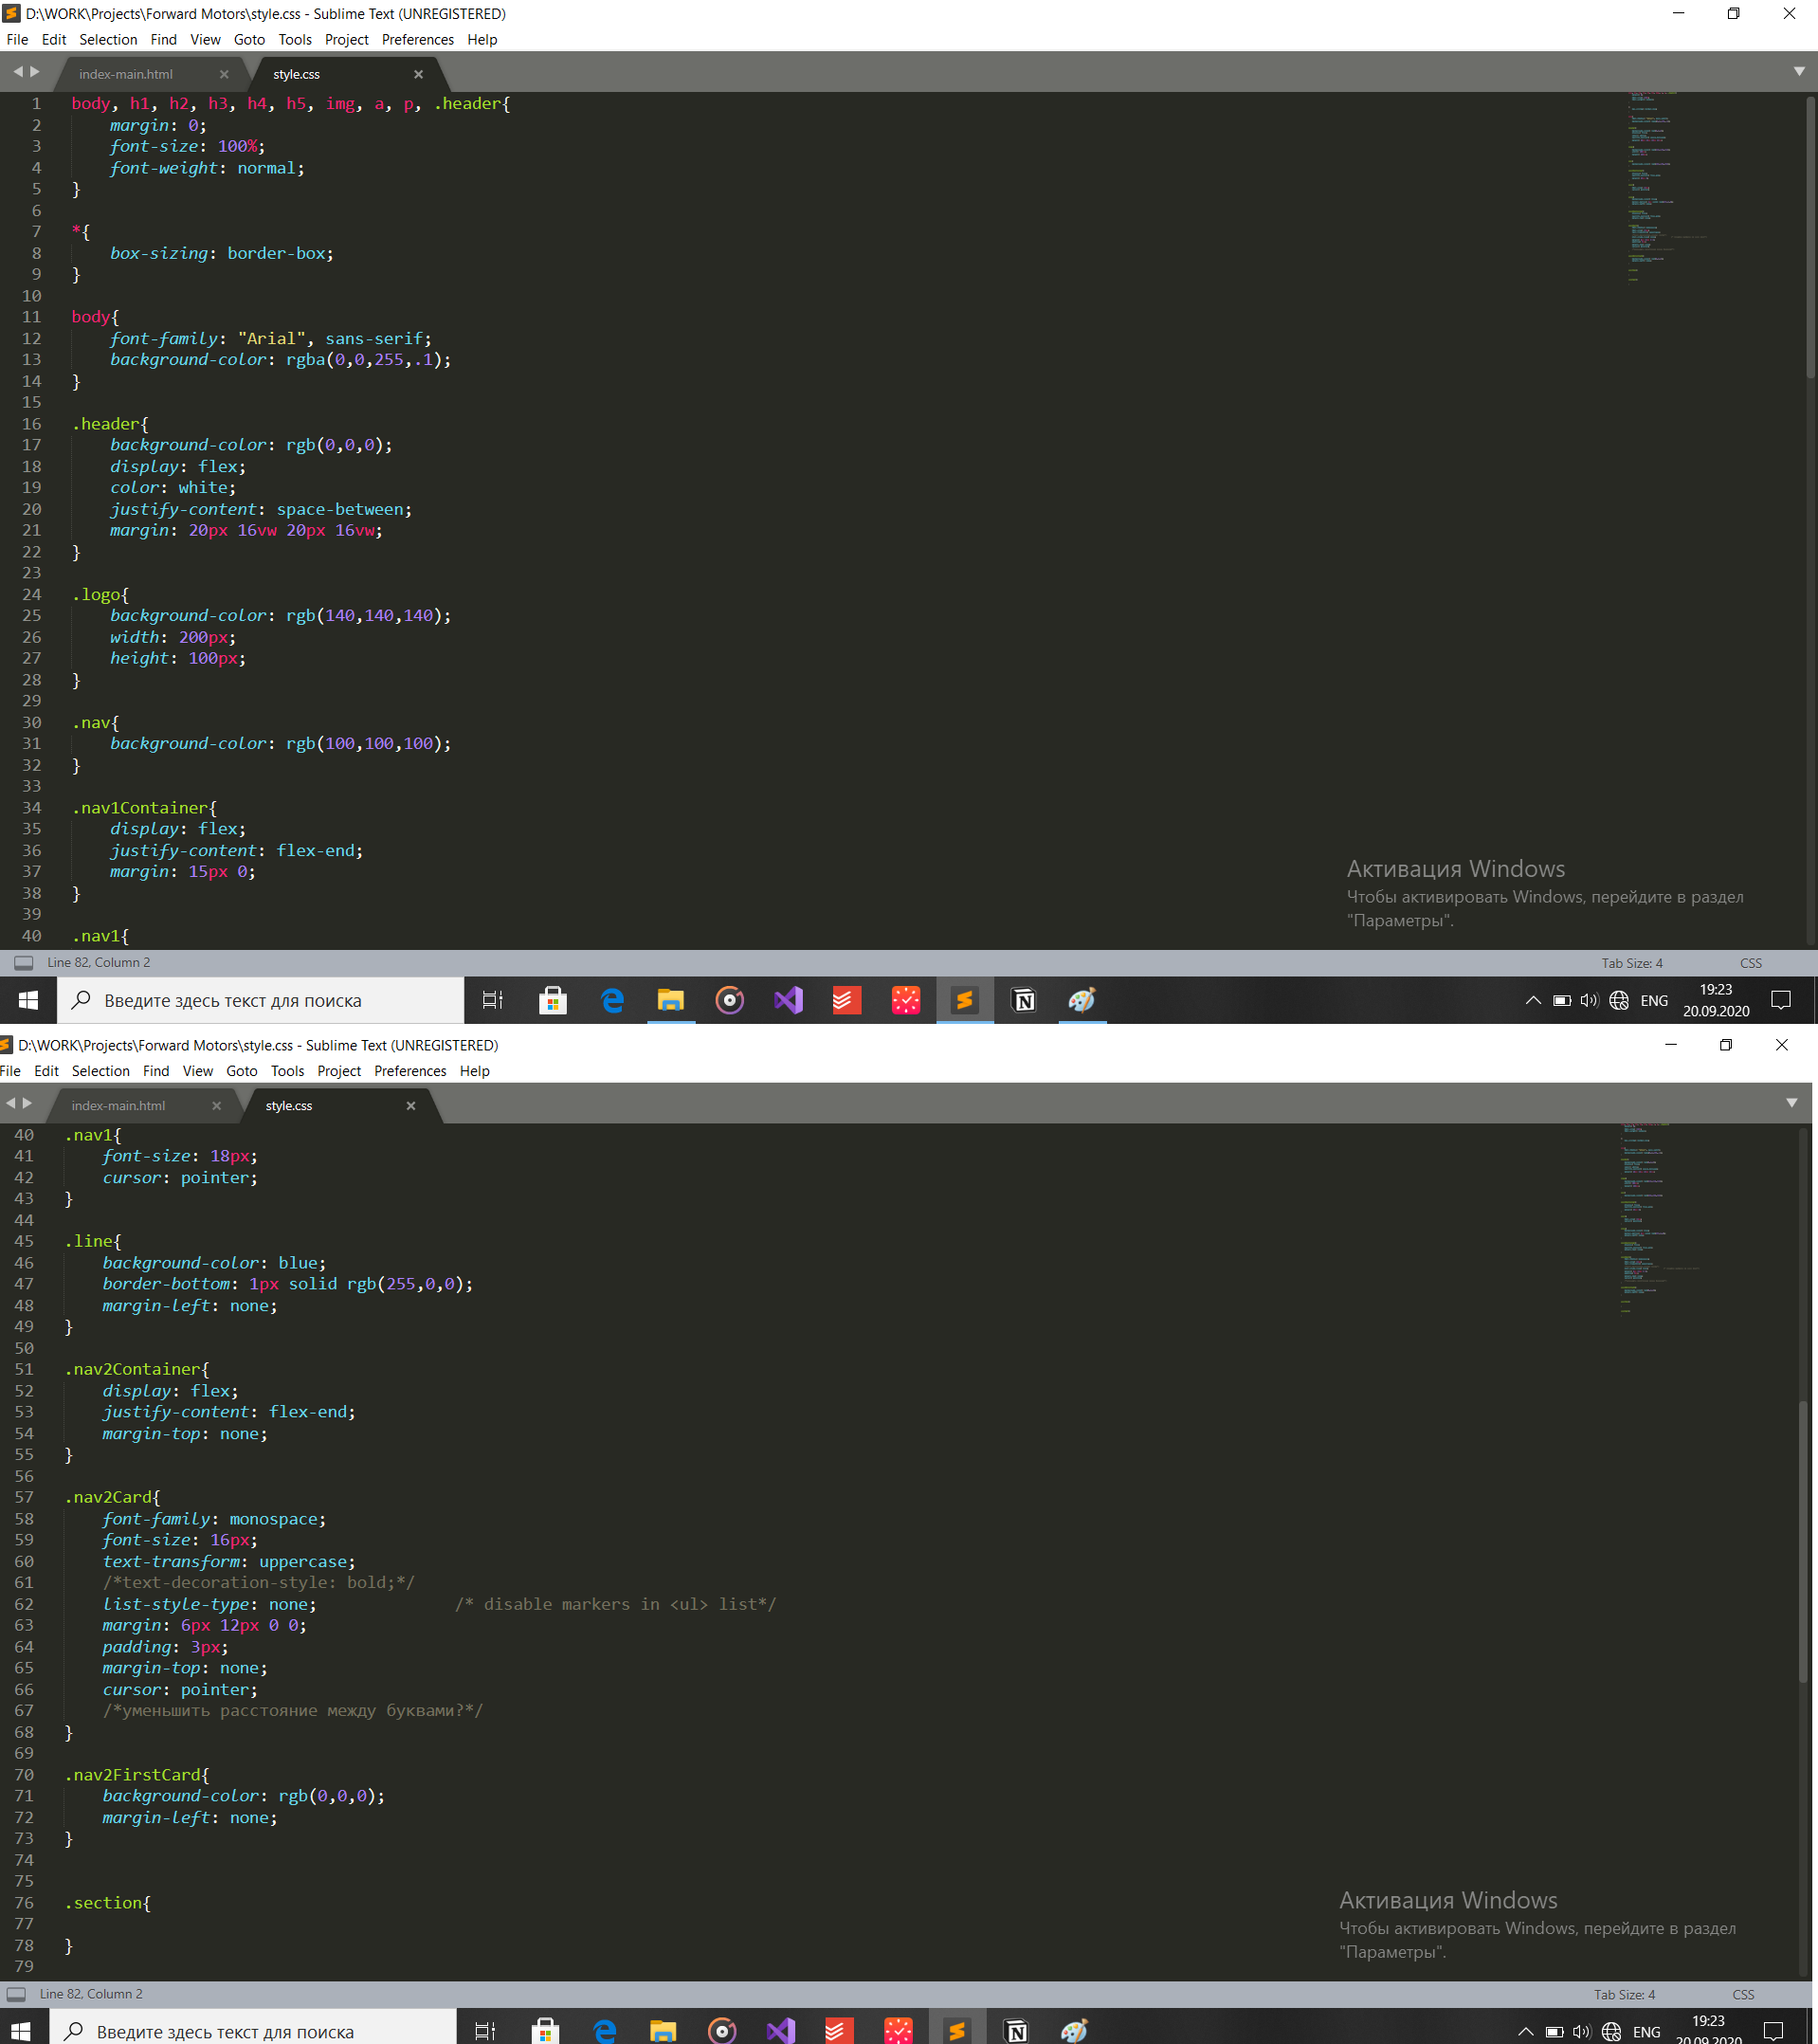 D:\WORK\Projects\Forward Motors\style.css - Sublime Text (UNREGISTERED)
File Edit Selection Find View Goto Tools Project Preferences Help
index-main.html style.css
1 body, h1, h2, h3, h4, h5, img, a, p, .header{
2 margin: 0;
3 font-size: 100%;
4 font-weight: normal;
5 }
6
7 *{
8 box-sizing: border-box;
9 }
10
11 body{
12 font-family: "Arial", sans-serif;
13 background-color: rgba(0,0,255,.1);
14 }
15
16 .header{
17 background-color: rgb(0,0,0);
18 display: flex;
19 color: white;
20 justify-content: space-between;
21 margin: 20px 16vw 20px 16vw;
22 }
23
24 .logo{
25 background-color: rgb(140,140,140);
26 width: 200px;
27 height: 100px;
28 }
29
30 .nav{
31 background-color: rgb(100,100,100);
32 }
33
34 .nav1Container{
35 display: flex;
36 justify-content: flex-end;
37 margin: 15px 0;
38 }
39
40 .nav1{
Активация Windows
Чтобы активировать Windows, перейдите в раздел
"Параметры".
Line 82, Column 2 Tab Size: 4 CSS
Введите здесь текст для поиска
ENG
19:23
20.09.2020
D:\WORK\Projects\Forward Motors\style.css - Sublime Text (UNREGISTERED)
File Edit Selection Find View Goto Tools Project Preferences Help
index-main.html style.css
40 .nav1{
41 font-size: 18px;
42 cursor: pointer;
43 }
44
45 .line{
46 background-color: blue;
47 border-bottom: 1px solid rgb(255,0,0);
48 margin-left: none;
49 }
50
51 .nav2Container{
52 display: flex;
53 justify-content: flex-end;
54 margin-top: none;
55 }
56
57 .nav2Card{
58 font-family: monospace;
59 font-size: 16px;
60 text-transform: uppercase;
61 /*text-decoration-style: bold;*/
62 list-style-type: none; /* disable markers in <ul> list*/
63 margin: 6px 12px 0 0;
64 padding: 3px;
65 margin-top: none;
66 cursor: pointer;
67 /*уменьшить расстояние между буквами?*/
68 }
69
70 .nav2FirstCard{
71 background-color: rgb(0,0,0);
72 margin-left: none;
73 }
74
75
76 .section{
77
78 }
79
Активация Windows
Чтобы активировать Windows, перейдите в раздел
"Параметры".
Line 82, Column 2 Tab Size: 4 CSS
Введите здесь текст для поиска
ENG
19:23
20.09.2020